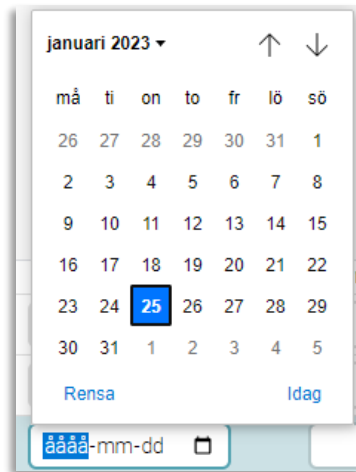 januari 2023
må ti on to fr lö sö
26 27 28 29 30 31 1
2 3 4 5 6 7 8
9 10 11 12 13 14 15
16 17 18 19 20 21 22
23 24 25 26 27 28 29
30 31 1 2 3 4 5
Rensa Idag
åååå-mm-dd